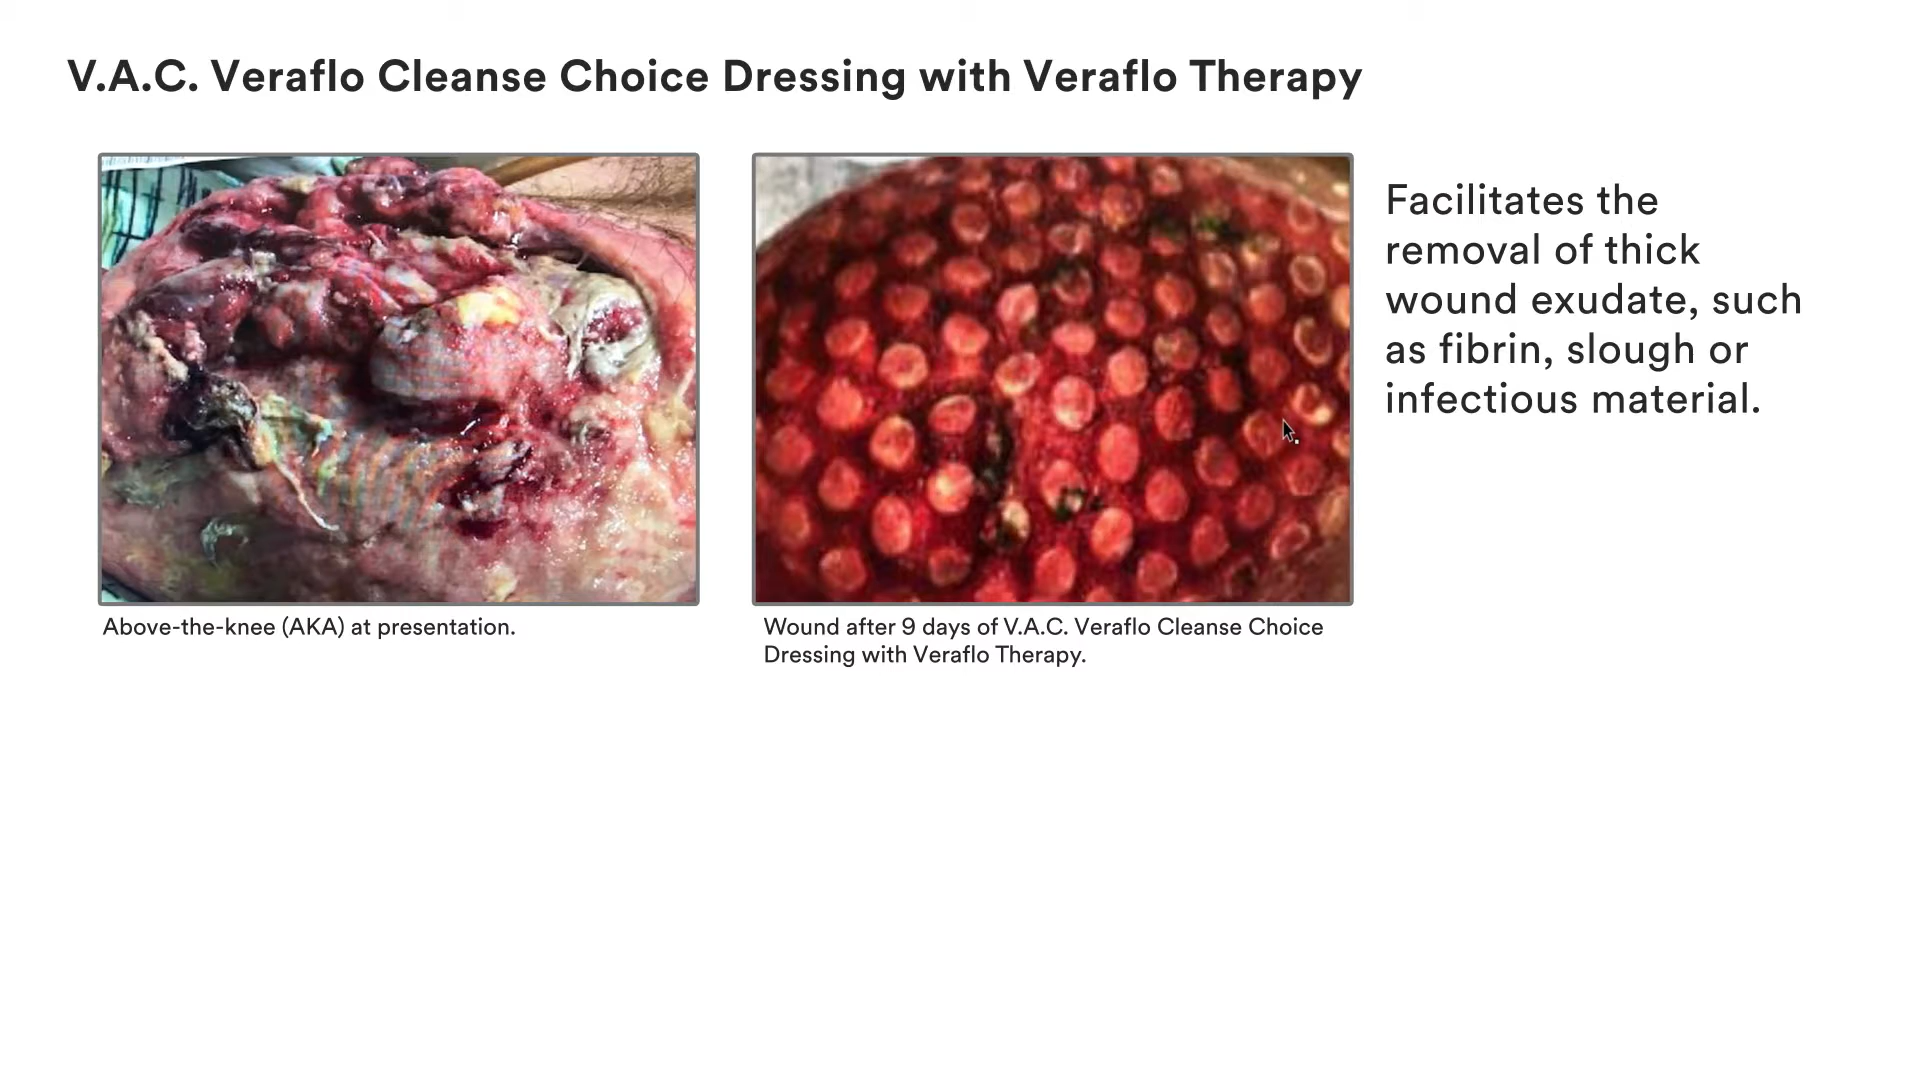 V.A.C. Veraflo Cleanse Choice Dressing with Veraflo Therapy
Facilitates the
removal of thick
wound exudate, such
as fibrin, slough or
infectious material.
Above-the-knee (AKA) at presentation.
Wound after 9 days of V.A.C. Veraflo Cleanse Choice
Dressing with Veraflo Therapy.